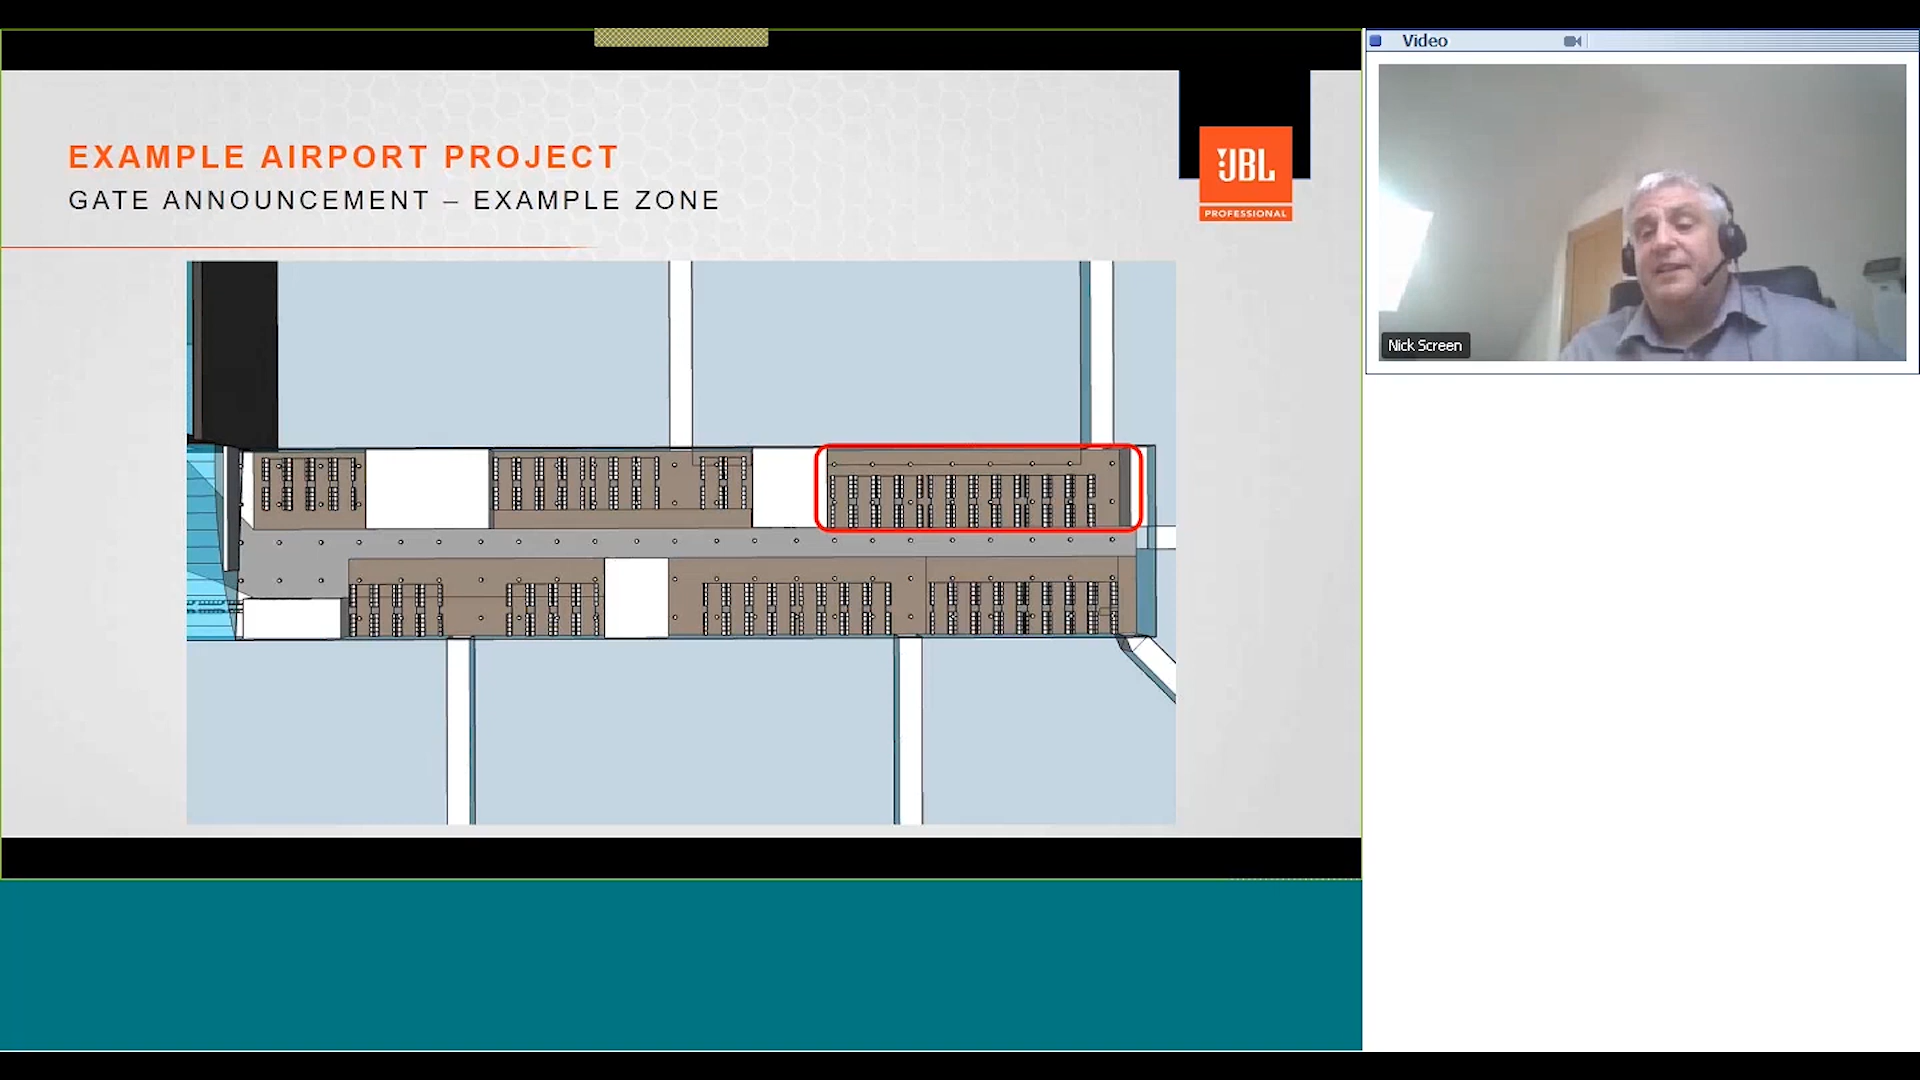 Video
EXAMPLE AIRPORT PROJECT
GATE ANNOUNCEMENT – EXAMPLE ZONE
JBL
PROFESSIONAL
Nick Screen